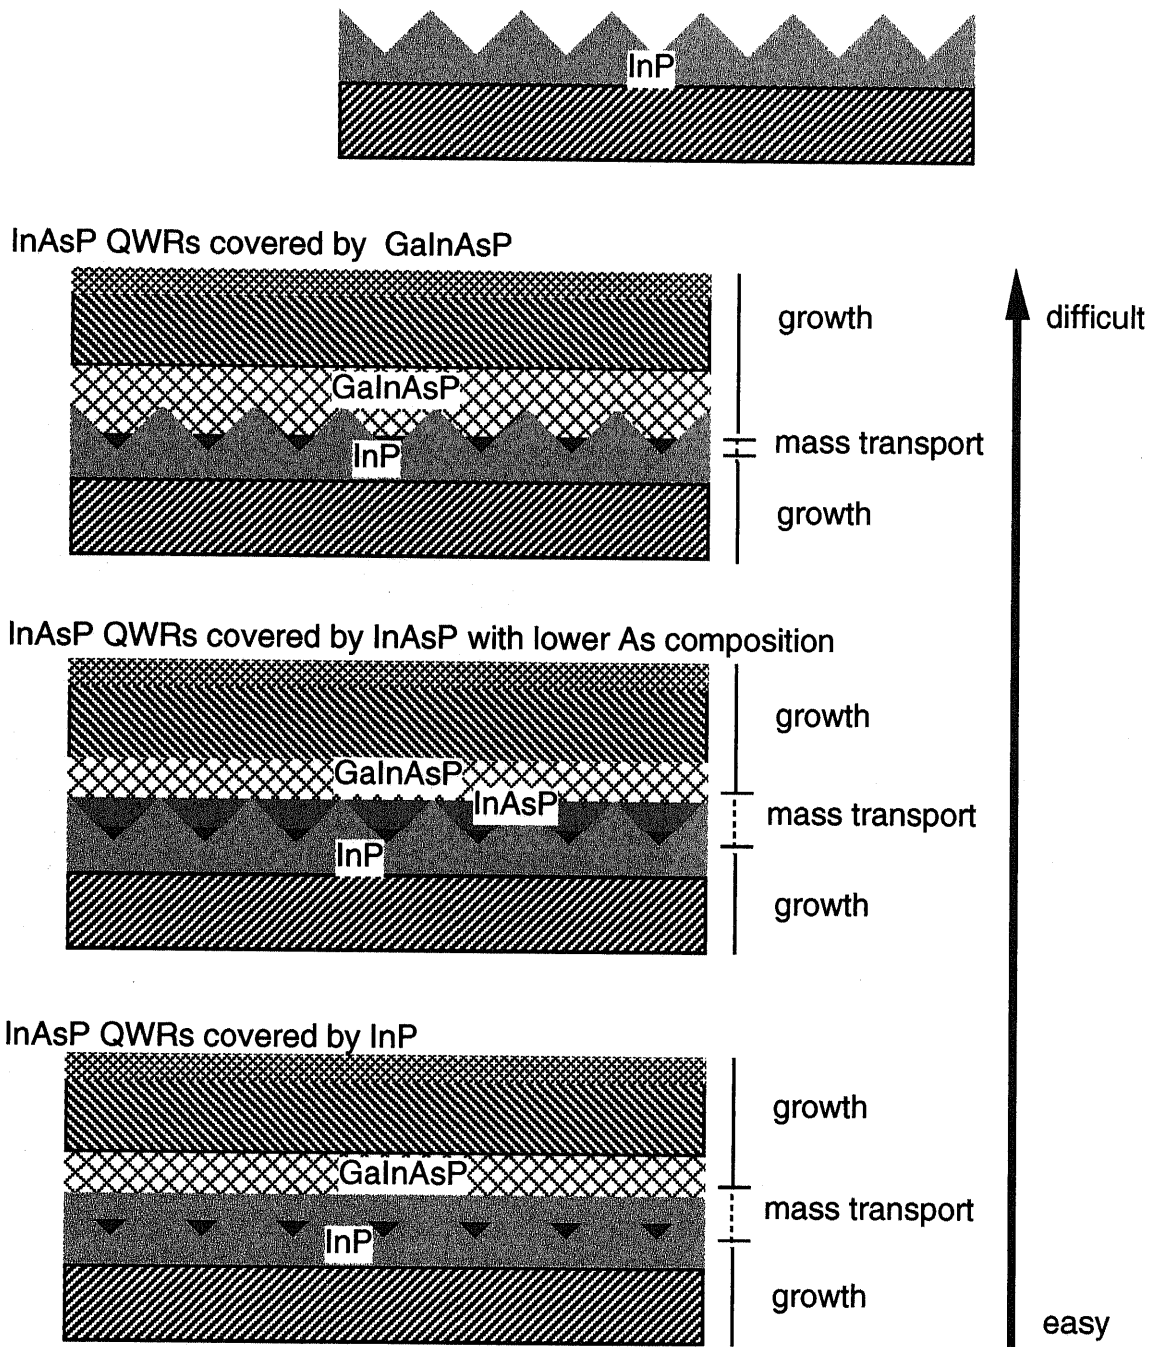 InP
InAsP QWRs covered by GaInAsP
growth
difficult
GaInAsP
mass transport
InP
growth
InAsP QWRs covered by InAsP with lower As composition
growth
GaInAsP
InAsP
mass transport
InP
growth
InAsP QWRs covered by InP
growth
GaInAsP
mass transport
InP
growth
easy